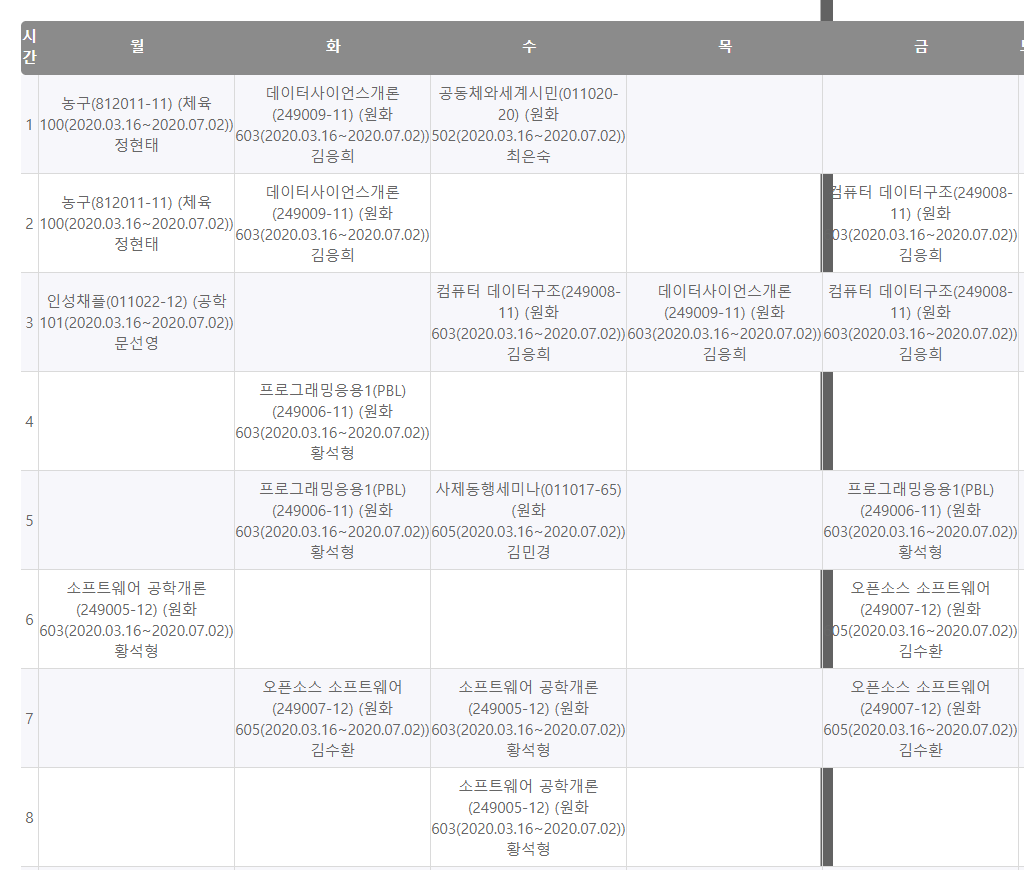 시간 월 화 수 목 금
1
농구(812011-11) (체육
100(2020.03.16~2020.07.02))
정현태
데이터사이언스개론
(249009-11) (원화
603(2020.03.16~2020.07.02))
김응희
공동체와세계시민(011020-
20) (원화
502(2020.03.16~2020.07.02))
최은숙
2
농구(812011-11) (체육
100(2020.03.16~2020.07.02))
정현태
데이터사이언스개론
(249009-11) (원화
603(2020.03.16~2020.07.02))
김응희
컴퓨터 데이터구조(249008-
11) (원화
03(2020.03.16~2020.07.02))
김응희
3
인성채플(011022-12) (공학
101(2020.03.16~2020.07.02))
문선영
컴퓨터 데이터구조(249008-
11) (원화
603(2020.03.16~2020.07.02))
김응희
데이터사이언스개론
(249009-11) (원화
603(2020.03.16~2020.07.02))
김응희
컴퓨터 데이터구조(249008-
11) (원화
603(2020.03.16~2020.07.02))
김응희
4
프로그래밍응용1(PBL)
(249006-11) (원화
603(2020.03.16~2020.07.02))
황석형
5
프로그래밍응용1(PBL)
(249006-11) (원화
603(2020.03.16~2020.07.02))
황석형
사제동행세미나(011017-65)
(원화
605(2020.03.16~2020.07.02))
김민경
프로그래밍응용1(PBL)
(249006-11) (원화
603(2020.03.16~2020.07.02))
황석형
6
소프트웨어 공학개론
(249005-12) (원화
603(2020.03.16~2020.07.02))
황석형
오픈소스 소프트웨어
(249007-12) (원화
05(2020.03.16~2020.07.02))
김수환
7
오픈소스 소프트웨어
(249007-12) (원화
605(2020.03.16~2020.07.02))
김수환
소프트웨어 공학개론
(249005-12) (원화
603(2020.03.16~2020.07.02))
황석형
오픈소스 소프트웨어
(249007-12) (원화
605(2020.03.16~2020.07.02))
김수환
8
소프트웨어 공학개론
(249005-12) (원화
603(2020.03.16~2020.07.02))
황석형